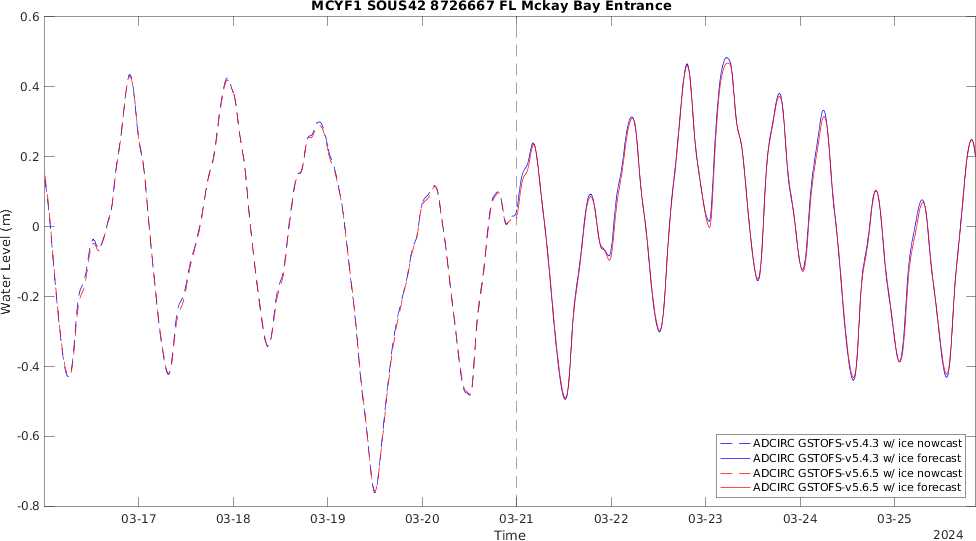 MCYF1 SOUS42 8726667 FL Mckay Bay Entrance
Water Level (m)
0.6
0.4
0.2
0
-0.2
-0.4
-0.6
-0.8
ADCIRC GSTOFS-v5.4.3 w/ ice nowcast
ADCIRC GSTOFS-v5.4.3 w/ ice forecast
ADCIRC GSTOFS-v5.6.5 w/ ice nowcast
ADCIRC GSTOFS-v5.6.5 w/ ice forecast
03-17 03-18 03-19 03-20 03-21 03-22 03-23 03-24 03-25
Time
2024